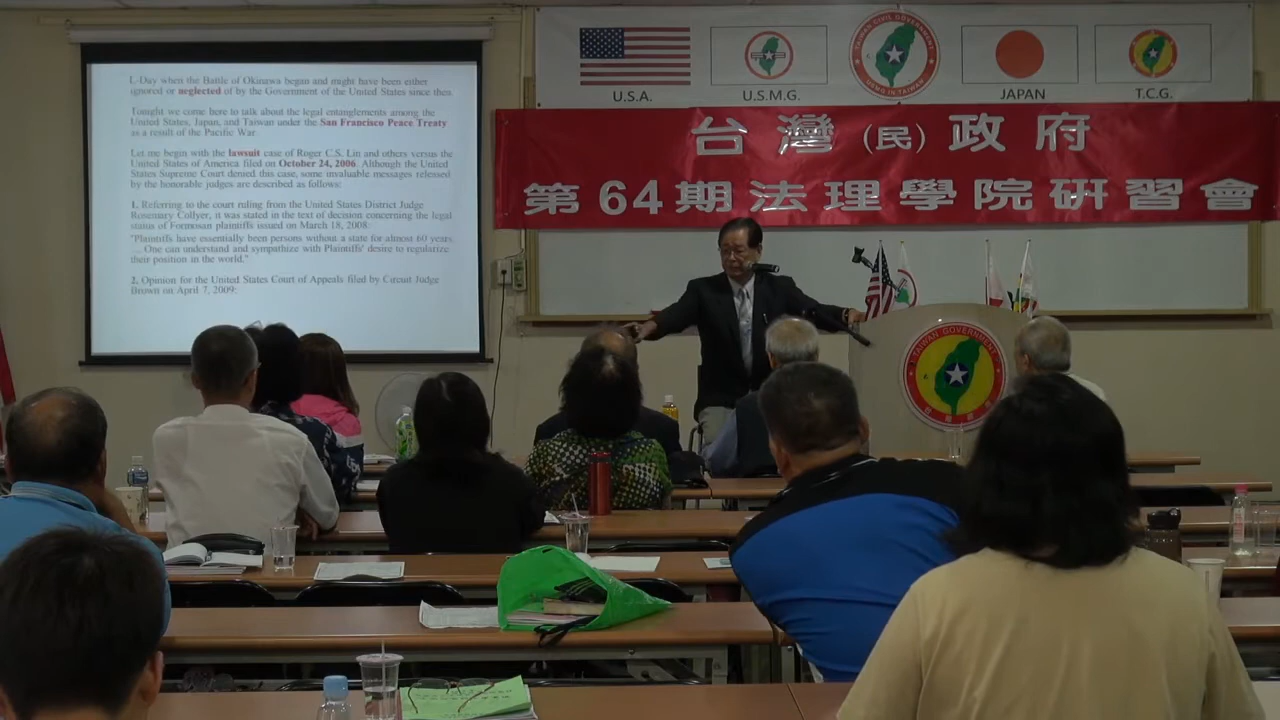 L-Day when the Battle of Okinawa began and might have been either
ignored or neglected of by the Government of the United States since then.
Tonight we come here to talk about the legal entanglements among the
United States, Japan, and Taiwan under the San Francisco Peace Treaty
as a result of the Pacific War.
Let me begin with the lawsuit case of Roger C.S. Lin and others versus the
United States of America filed on October 24, 2006. Although the United
States Supreme Court denied this case, some invaluable messages released
by the honorable judges are described as follows:
1. Referring to the court ruling from the United States District Judge
Rosemary Collyer, it was stated in the text of decision concerning the legal
status of Formosan plaintiffs issued on March 18, 2008:
"Plaintiffs have essentially been persons without a state for almost 60 years.
... One can understand and sympathize with Plaintiffs' desire to regularize
their position in the world."
2. Opinion for the United States Court of Appeals filed by Circuit Judge
Brown on April 7, 2009:
U.S.A.
U.S.M.G.
TAIWAN CIVIL GOVERNMENT
USMG IN TAIWAN
JAPAN
T.C.G.
台灣(民)政府
第64期法理學院研習會
TAIWAN GOVERNMENT